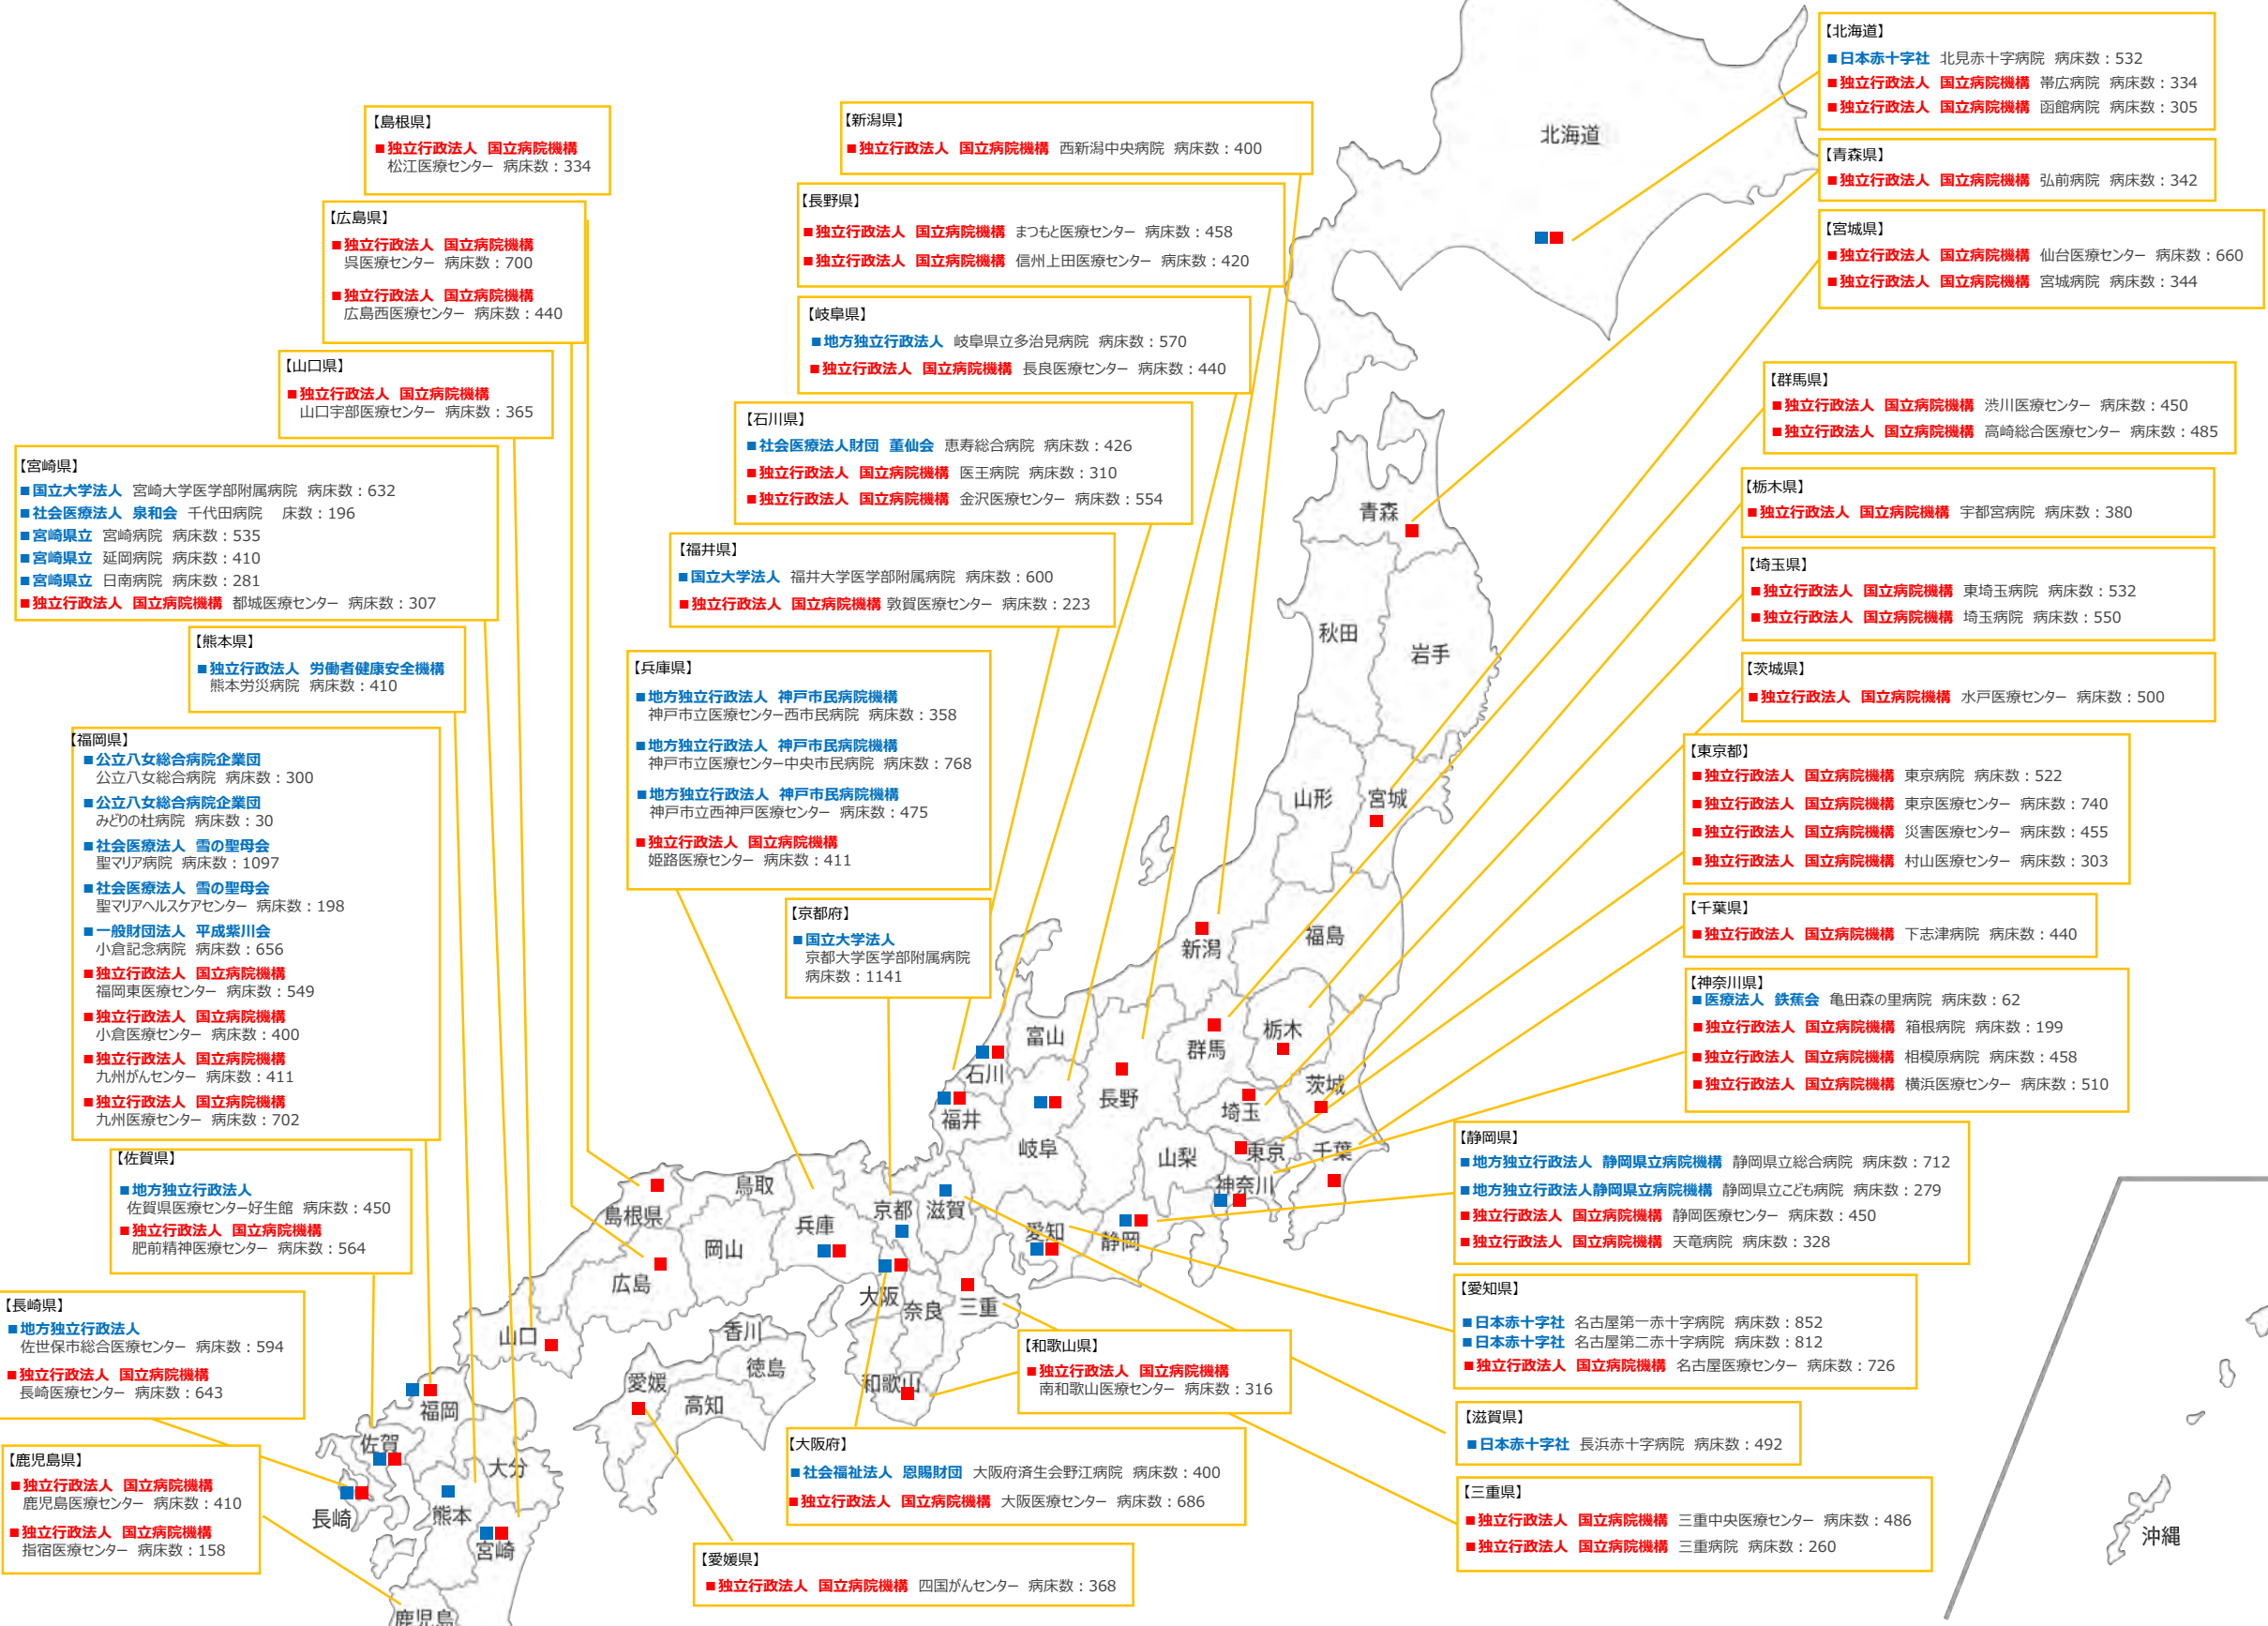 【北海道】
■日本赤十字社 北見赤十字病院 病床数：532
■独立行政法人 国立病院機構 帯広病院 病床数：334
■独立行政法人 国立病院機構 函館病院 病床数：305
【青森県】
■独立行政法人 国立病院機構 弘前病院 病床数：342
【宮城県】
■独立行政法人 国立病院機構 仙台医療センター 病床数：660
■独立行政法人 国立病院機構 宮城病院 病床数：344
【群馬県】
■独立行政法人 国立病院機構 渋川医療センター 病床数：450
■独立行政法人 国立病院機構 高崎総合医療センター 病床数：485
【栃木県】
■独立行政法人 国立病院機構 宇都宮病院 病床数：380
【埼玉県】
■独立行政法人 国立病院機構 東埼玉病院 病床数：532
■独立行政法人 国立病院機構 埼玉病院 病床数：550
【茨城県】
■独立行政法人 国立病院機構 水戸医療センター 病床数：500
【東京都】
■独立行政法人 国立病院機構 東京病院 病床数：522
■独立行政法人 国立病院機構 東京医療センター 病床数：740
■独立行政法人 国立病院機構 災害医療センター 病床数：455
■独立行政法人 国立病院機構 村山医療センター 病床数：303
【千葉県】
■独立行政法人 国立病院機構 下志津病院 病床数：440
【神奈川県】
■医療法人 鉄蕉会 亀田森の里病院 病床数：62
■独立行政法人 国立病院機構 箱根病院 病床数：199
■独立行政法人 国立病院機構 相模原病院 病床数：458
■独立行政法人 国立病院機構 横浜医療センター 病床数：510
【静岡県】
■地方独立行政法人 静岡県立病院機構 静岡県立総合病院 病床数：712
■地方独立行政法人静岡県立病院機構 静岡県立こども病院 病床数：279
■独立行政法人 国立病院機構 静岡医療センター 病床数：450
■独立行政法人 国立病院機構 天竜病院 病床数：328
【愛知県】
■日本赤十字社 名古屋第一赤十字病院 病床数：852
■日本赤十字社 名古屋第二赤十字病院 病床数：812
■独立行政法人 国立病院機構 名古屋医療センター 病床数：726
【滋賀県】
■日本赤十字社 長浜赤十字病院 病床数：492
【三重県】
■独立行政法人 国立病院機構 三重中央医療センター 病床数：486
■独立行政法人 国立病院機構 三重病院 病床数：260
【新潟県】
■独立行政法人 国立病院機構 西新潟中央病院 病床数：400
【長野県】
■独立行政法人 国立病院機構 まつもと医療センター 病床数：458
■独立行政法人 国立病院機構 信州上田医療センター 病床数：420
【岐阜県】
■地方独立行政法人 岐阜県立多治見病院 病床数：570
■独立行政法人 国立病院機構 長良医療センター 病床数：440
【石川県】
■社会医療法人財団 董仙会 恵寿総合病院 病床数：426
■独立行政法人 国立病院機構 医王病院 病床数：310
■独立行政法人 国立病院機構 金沢医療センター 病床数：554
【福井県】
■国立大学法人 福井大学医学部附属病院 病床数：600
■独立行政法人 国立病院機構 敦賀医療センター 病床数：223
【兵庫県】
■地方独立行政法人 神戸市民病院機構
神戸市立医療センター西市民病院 病床数：358
■地方独立行政法人 神戸市民病院機構
神戸市立医療センター中央市民病院 病床数：768
■地方独立行政法人 神戸市民病院機構
神戸市立西神戸医療センター 病床数：475
■独立行政法人 国立病院機構
姫路医療センター 病床数：411
【京都府】
■国立大学法人
京都大学医学部附属病院
病床数：1141
【和歌山県】
■独立行政法人 国立病院機構
南和歌山医療センター 病床数：316
【大阪府】
■社会福祉法人 恩賜財団 大阪府済生会野江病院 病床数：400
■独立行政法人 国立病院機構 大阪医療センター 病床数：686
【愛媛県】
■独立行政法人 国立病院機構 四国がんセンター 病床数：368
【島根県】
■独立行政法人 国立病院機構
松江医療センター 病床数：334
【広島県】
■独立行政法人 国立病院機構
呉医療センター 病床数：700
■独立行政法人 国立病院機構
広島西医療センター 病床数：440
【山口県】
■独立行政法人 国立病院機構
山口宇部医療センター 病床数：365
【宮崎県】
■国立大学法人 宮崎大学医学部附属病院 病床数：632
■社会医療法人 泉和会 千代田病院 床数：196
■宮崎県立 宮崎病院 病床数：535
■宮崎県立 延岡病院 病床数：410
■宮崎県立 日南病院 病床数：281
■独立行政法人 国立病院機構 都城医療センター 病床数：307
【熊本県】
■独立行政法人 労働者健康安全機構
熊本労災病院 病床数：410
【福岡県】
■公立八女総合病院企業団
公立八女総合病院 病床数：300
■公立八女総合病院企業団
みどりの杜病院 病床数：30
■社会医療法人 雪の聖母会
聖マリア病院 病床数：1097
■社会医療法人 雪の聖母会
聖マリアヘルスケアセンター 病床数：198
■一般財団法人 平成紫川会
小倉記念病院 病床数：656
■独立行政法人 国立病院機構
福岡東医療センター 病床数：549
■独立行政法人 国立病院機構
小倉医療センター 病床数：400
■独立行政法人 国立病院機構
九州がんセンター 病床数：411
■独立行政法人 国立病院機構
九州医療センター 病床数：702
【佐賀県】
■地方独立行政法人
佐賀県医療センター好生館 病床数：450
■独立行政法人 国立病院機構
肥前精神医療センター 病床数：564
【長崎県】
■地方独立行政法人
佐世保市総合医療センター 病床数：594
■独立行政法人 国立病院機構
長崎医療センター 病床数：643
【鹿児島県】
■独立行政法人 国立病院機構
鹿児島医療センター 病床数：410
■独立行政法人 国立病院機構
指宿医療センター 病床数：158
北海道
青森
秋田
岩手
山形
宮城
新潟
福島
富山
石川
福井
群馬
栃木
長野
埼玉
茨城
岐阜
山梨
東京
千葉
神奈川
静岡
愛知
滋賀
京都
兵庫
鳥取
島根県
岡山
広島
大阪
奈良
三重
和歌山
山口
香川
徳島
愛媛
高知
福岡
佐賀
大分
長崎
熊本
宮崎
鹿児島
沖縄